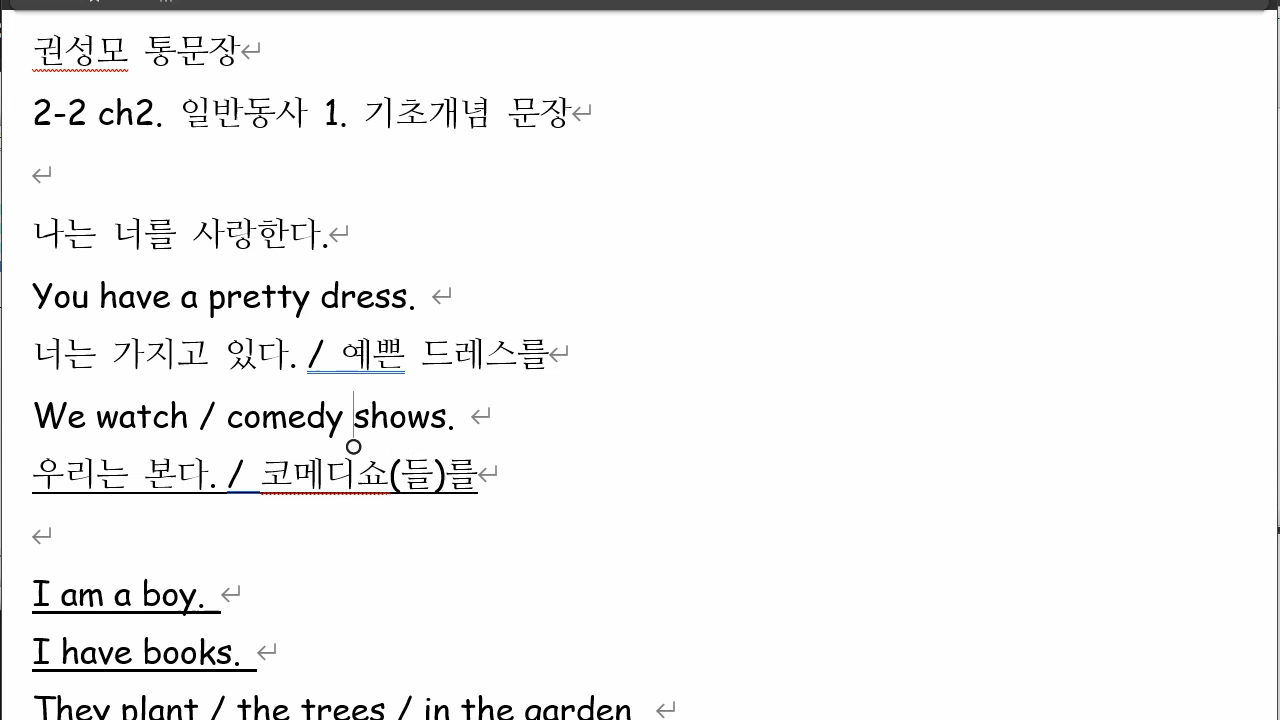 권성모 통문장
2-2 ch2. 일반동사 1. 기초개념 문장
나는 너를 사랑한다.
You have a pretty dress.
너는 가지고 있다. / 예쁜 드레스를
We watch / comedy shows.
우리는 본다. / 코메디쇼(들)를
I am a boy.
I have books.
They plant / the trees / in the garden